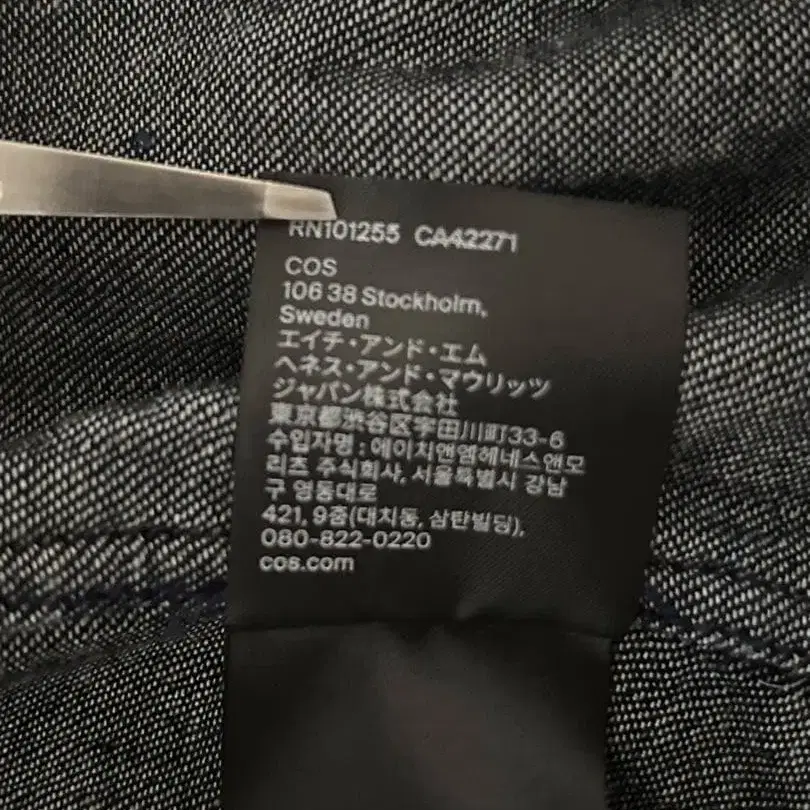 RN101255 CA42271
COS
106 38 Stockholm,
Sweden
エイチ・アンド・エム
ヘネス・アンド・マウリッツ
ジャパン株式会社
東京都渋谷区宇田川町33-6
수입자명 : 에이치앤엠헤네스앤모
리츠 주식회사, 서울특별시 강남
구 영동대로
421, 9층(대치동, 삼탄빌딩),
080-822-0220
cos.com